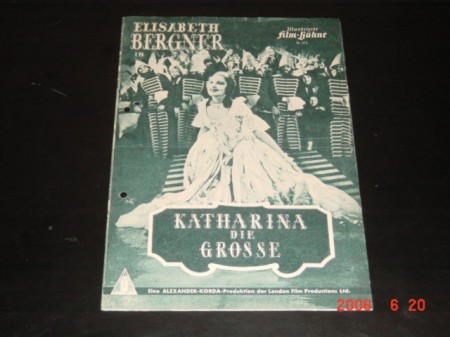 ELISABETH
BERGNER
IN
Illustrierte
Film-Bühne
KATHARINA
DIE
GROSSE
Eine ALEXANDER-KORDA-Produktion der London Film Productions Ltd.
2006 6 20